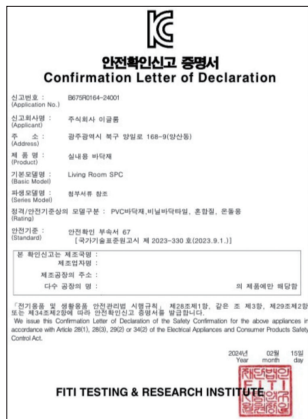 안전확인신고 증명서
Confirmation Letter of Declaration
신고번호 : B675R0164-24001
(Application No.)
신고회사명 : 주식회사 이글룸
(Applicant)
주 소 : 광주광역시 북구 양일로 168-9(양산동)
(Address)
제 품 명 : 실내용 바닥재
(Product)
기본모델명 : Living Room SPC
(Basic Model)
파생모델명 : 첨부서류 참조
(Series Model)
정격/안전기준상의 모델구분 : PVC바닥재,비닐바닥타일, 혼합질, 온돌용
(Rating)
안전기준 : 안전확인 부속서 67
(Standard) [국가기술표준원고시 제 2023-330 호(2023.9.1.)]
본 확인신고는 제조국명 :
제조업자명 :
제조공장의 주소 :
다수 공장의 명 : 의 제품에만 해당함
「전기용품 및 생활용품 안전관리법 시행규칙」 제28조제1항, 같은 조 제3항, 제29조제2항
또는 제34조제2항에 따라 안전확인신고 증명서를 발급합니다.
We issue this Confirmation Letter of Declaration of the Safety Confirmation for the above appliances in
accordance with Article 28(1), 28(3), 29(2) or 34(2) of the Electrical Appliances and Consumer Products Safety
Control Act.
2024년 02월 15일
Year month day
FITI TESTING & RESEARCH INSTITUTE